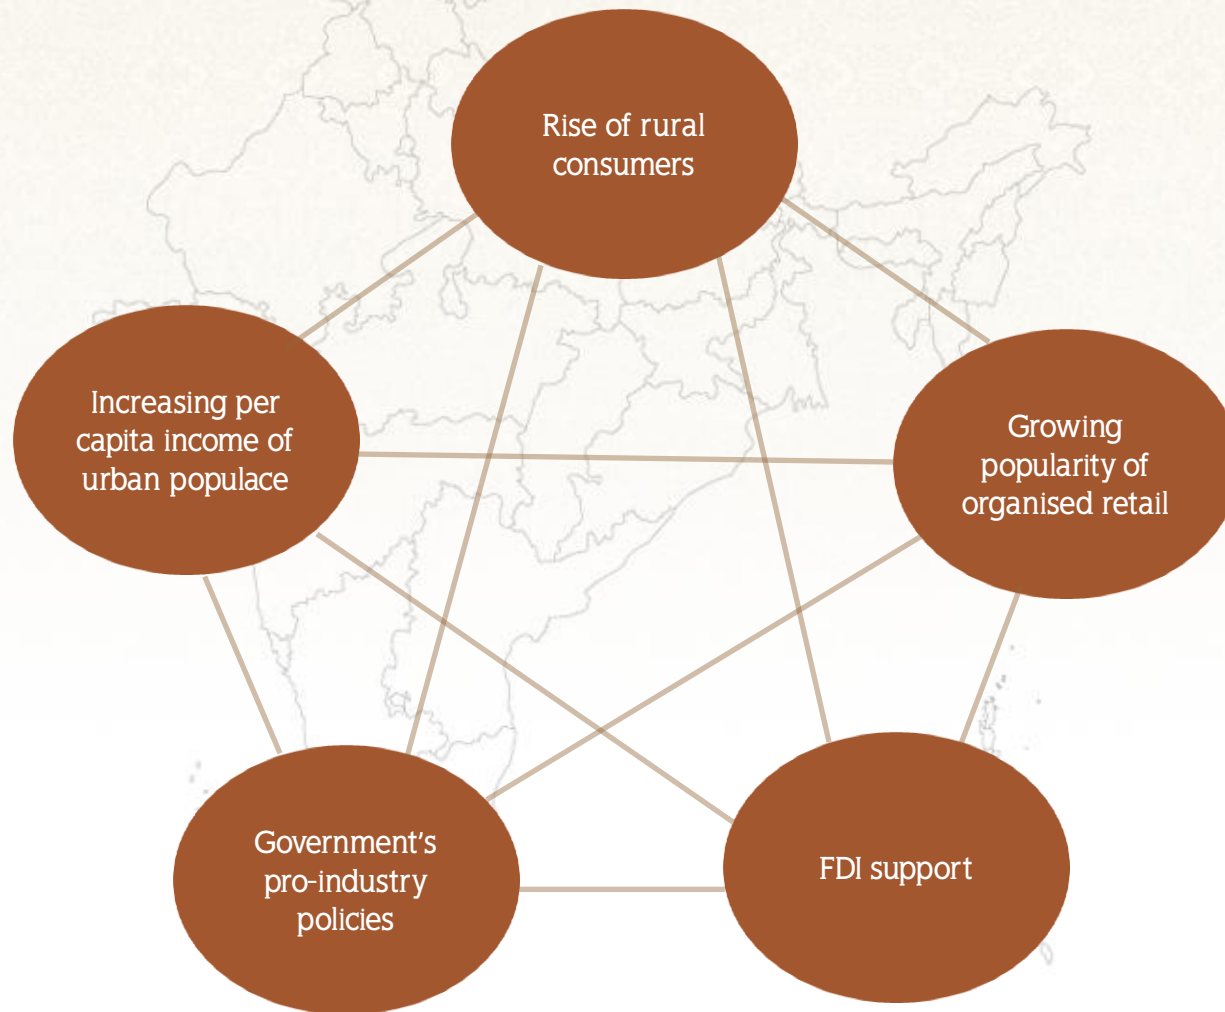 Rise of rural
consumers
Increasing per
capita income of
urban populace
Growing
popularity of
organised retail
Government's
pro-industry
policies
FDI support